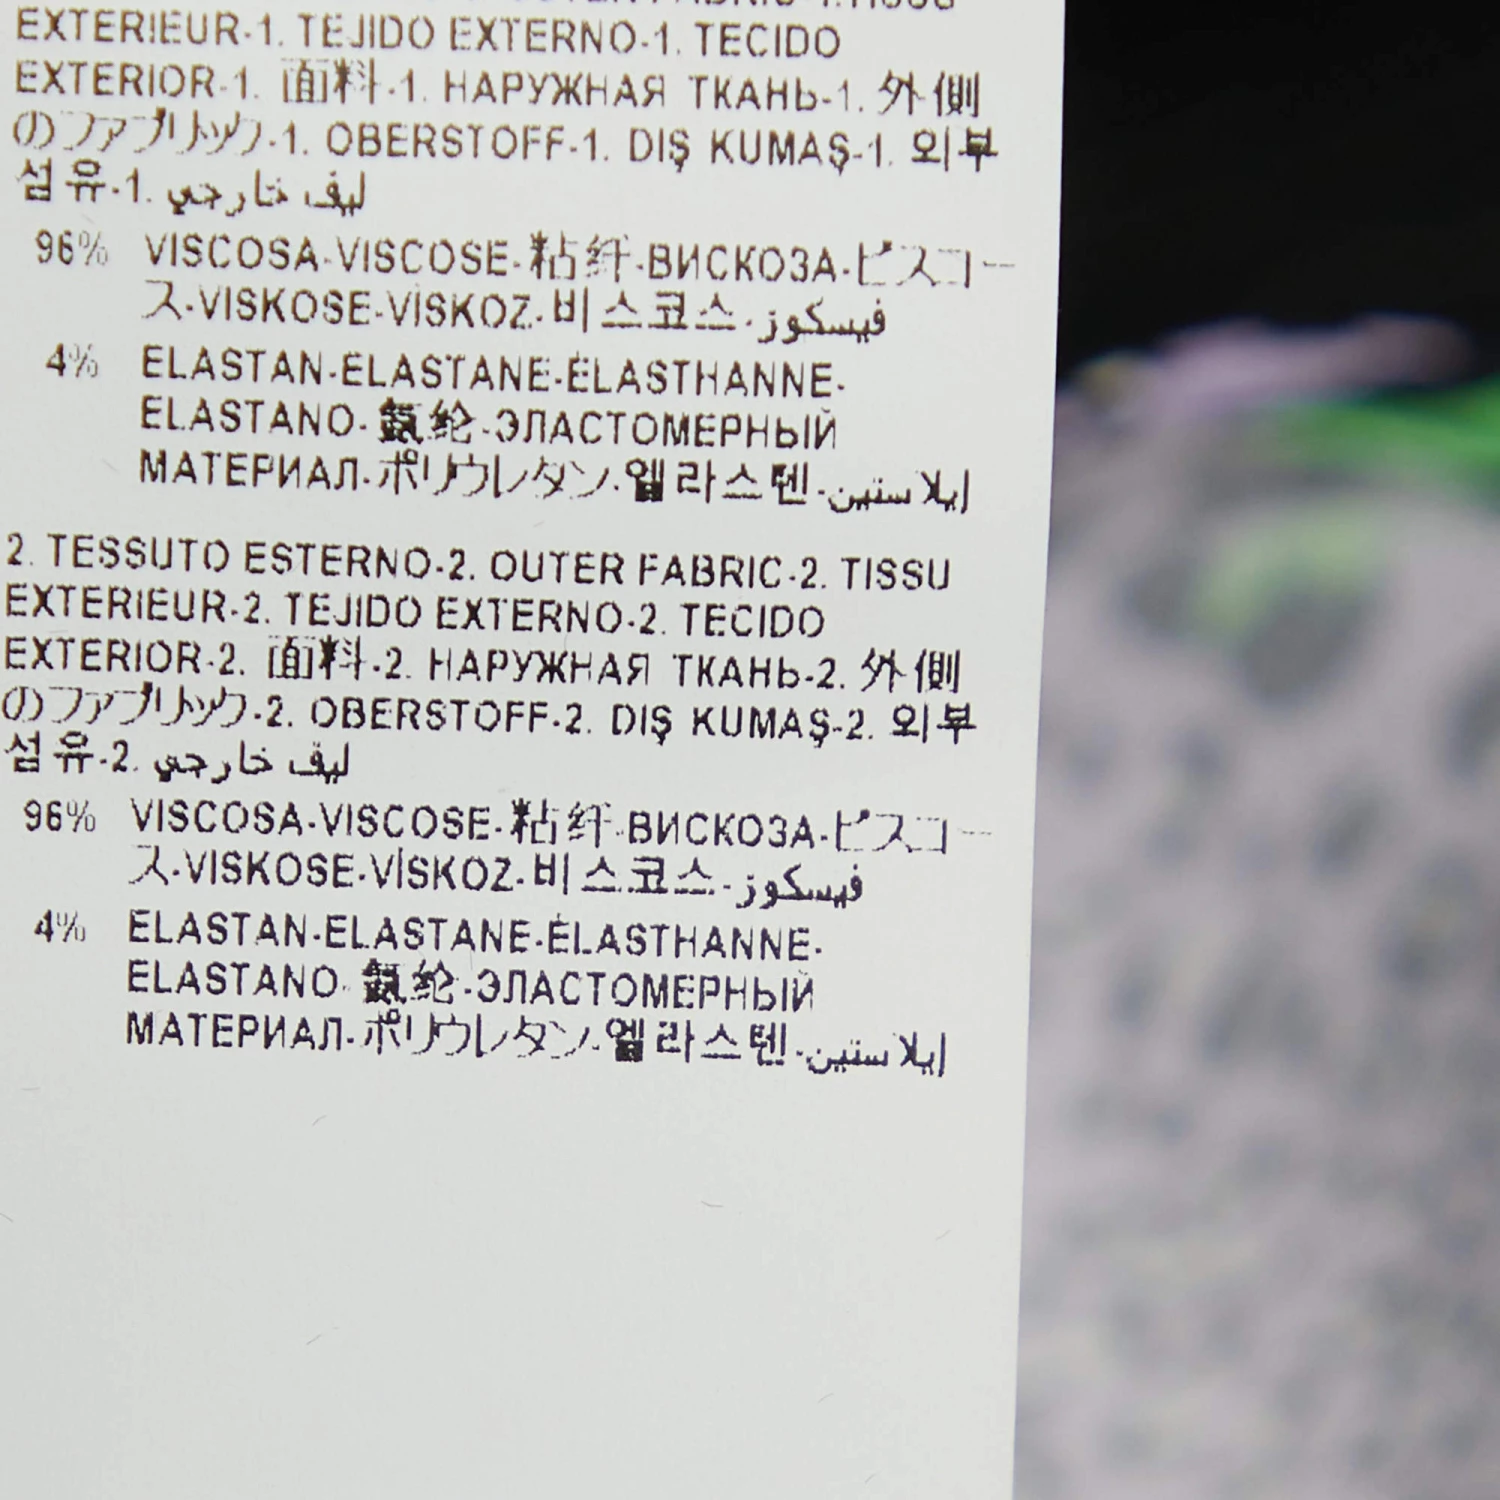 EXTERIEUR-1. TEJIDO EXTERNO-1. TECIDO
EXTERIOR-1. 面料-1. НАРУЖНАЯ ТКАНЬ-1. 外側
のファブリック-1. OBERSTOFF-1. DIŞ KUMAŞ-1. 외부
섬유-1. ليف خارجي
96% VISCOSA-VISCOSE-粘纤-ВИСКОЗА-ビスコー
ス-VISKOSE-VİSKOZ-비스코스-فيسكوز
4% ELASTAN-ELASTANE-ÉLASTHANNE-
ELASTANO-氨纶-ЭЛАСТОМЕРНЫЙ
МАТЕРИАЛ-ポリウレタン-엘라스텐-ايلاستين
2. TESSUTO ESTERNO-2. OUTER FABRIC-2. TISSU
EXTERIEUR-2. TEJIDO EXTERNO-2. TECIDO
EXTERIOR-2. 面料-2. НАРУЖНАЯ ТКАНЬ-2. 外側
のファブリック-2. OBERSTOFF-2. DIŞ KUMAŞ-2. 외부
섬유-2. ليف خارجي
96% VISCOSA-VISCOSE-粘纤-ВИСКОЗА-ビスコー
ス-VISKOSE-VİSKOZ-비스코스-فيسكوز
4% ELASTAN-ELASTANE-ÉLASTHANNE-
ELASTANO-氨纶-ЭЛАСТОМЕРНЫЙ
МАТЕРИАЛ-ポリウレタン-엘라스텐-ايلاستين